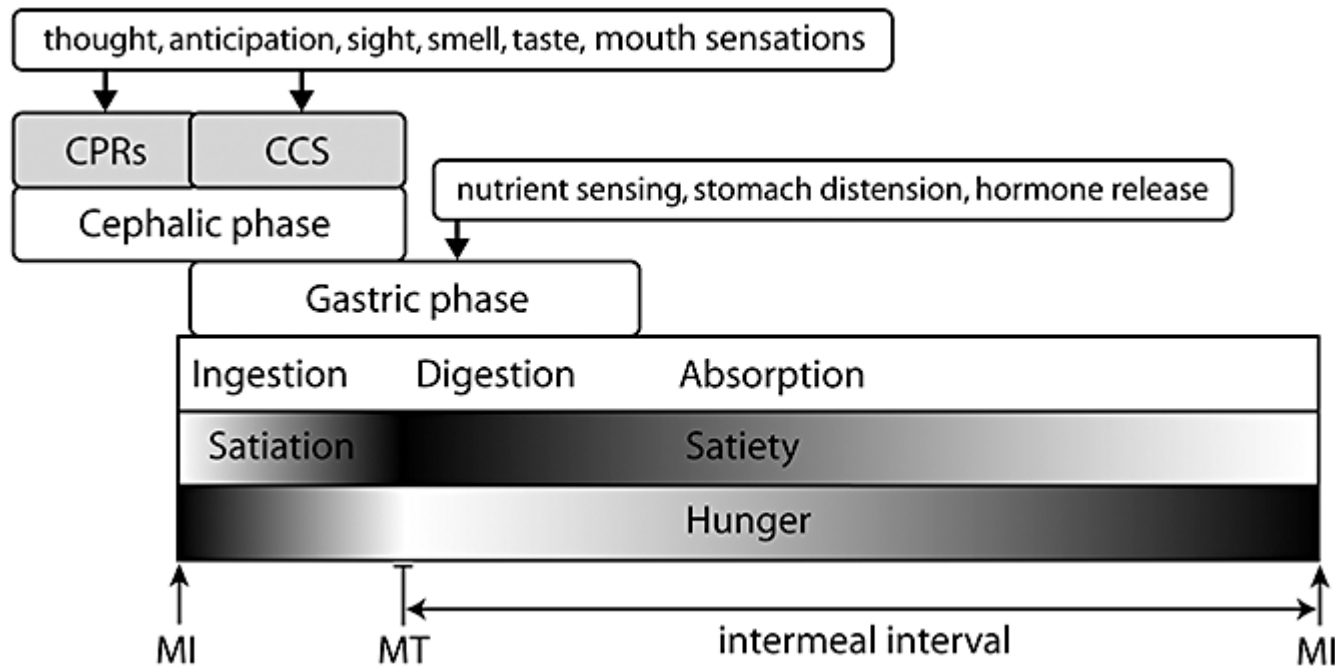 thought, anticipation, sight, smell, taste, mouth sensations
CPRs CCS
Cephalic phase
nutrient sensing, stomach distension, hormone release
Gastric phase
Ingestion Digestion Absorption
Satiation Satiety
Hunger
MI MT intermeal interval MI